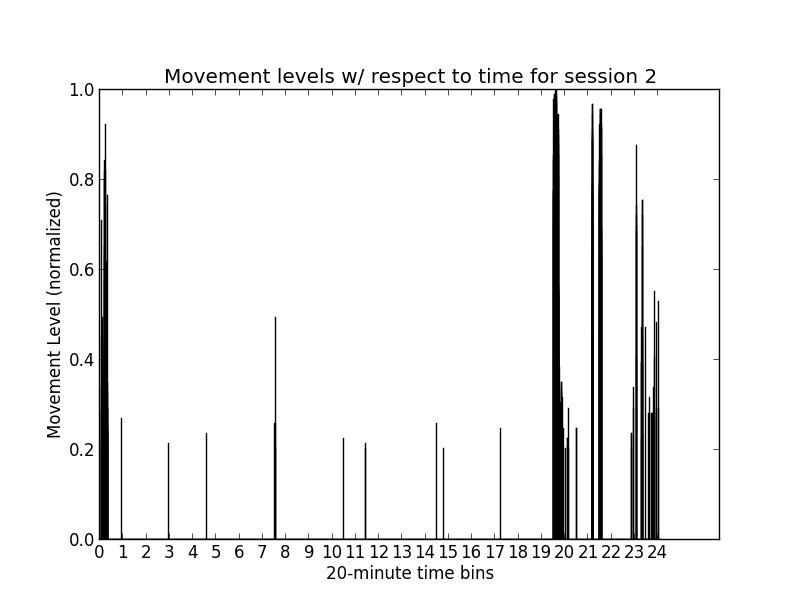 Movement levels w/ respect to time for session 2
1.0
0.8
0.6
0.4
0.2
0.0
Movement Level (normalized)
0 1 2 3 4 5 6 7 8 9 10 11 12 13 14 15 16 17 18 19 20 21 22 23 24
20-minute time bins